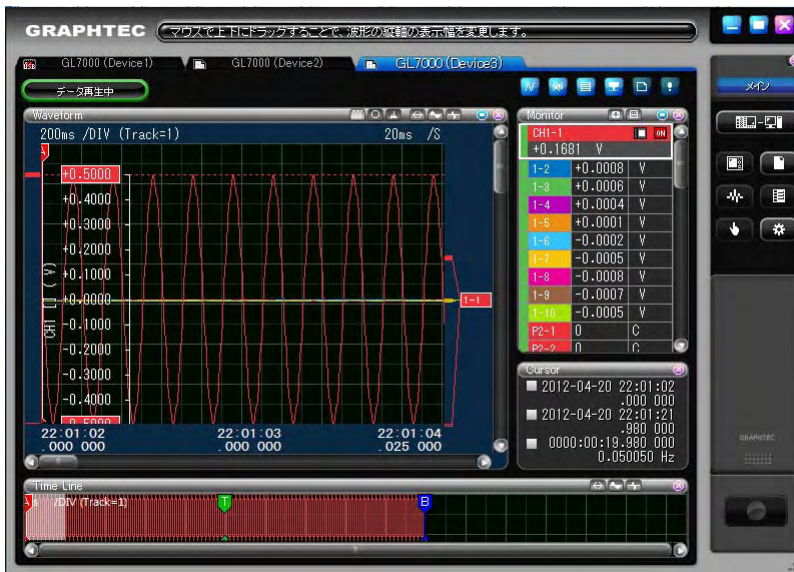 GRAPHTEC
マウスで上下にドラッグすることで、波形の縦軸の表示幅を変更します。
USB
GL7000 (Device1)
GL7000 (Device2)
GL7000 (Device3)
データ再生中
メイン
Waveform
200ms /DIV (Track=1)
20ms /S
A
+0.5000
+0.4000
+0.3000
+0.2000
+0.1000
+0.0000
-0.1000
-0.2000
-0.3000
-0.4000
-0.5000
CH1 [] ( V)
1-1
22:01:02
.000 000
22:01:03
.000 000
22:01:04
.025 000
Monitor
CH1-1
ON
+0.1681 V
1-2 +0.0008 V
1-3 +0.0006 V
1-4 +0.0004 V
1-5 +0.0001 V
1-6 -0.0002 V
1-7 -0.0005 V
1-8 -0.0008 V
1-9 -0.0007 V
1-10 -0.0005 V
P2-1 0 C
P2-2 0 C
Cursor
2012-04-20 22:01:02
.000 000
2012-04-20 22:01:21
.980 000
0000:00:19.980 000
0.050050 Hz
GRAPHTEC
Time Line
A s /DIV (Track=1)
T
B